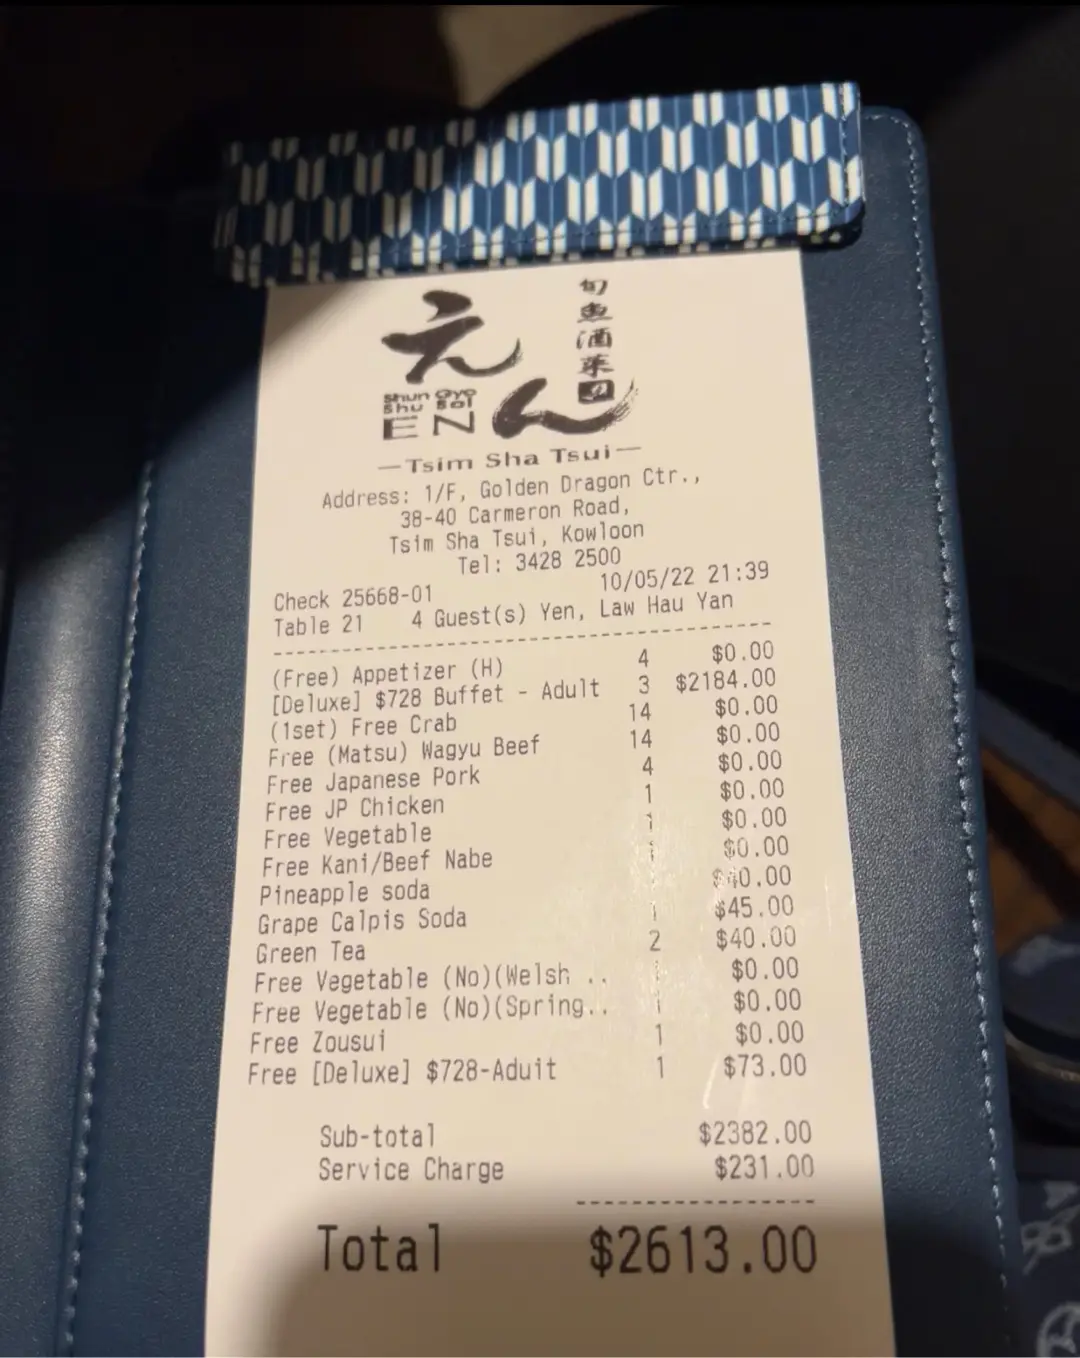 えん
旬魚酒菜
Shun Gyo
Shu Sai
EN
—Tsim Sha Tsui—
Address: 1/F, Golden Dragon Ctr.,
38-40 Carmeron Road,
Tsim Sha Tsui, Kowloon
Tel: 3428 2500
Check 25668-01 10/05/22 21:39
Table 21 4 Guest(s) Yen, Law Hau Yan
(Free) Appetizer (H) 4 $0.00
[Deluxe] $728 Buffet - Adult 3 $2184.00
(1set) Free Crab 14 $0.00
Free (Matsu) Wagyu Beef 14 $0.00
Free Japanese Pork 4 $0.00
Free JP Chicken 1 $0.00
Free Vegetable 1 $0.00
Free Kani/Beef Nabe 1 $0.00
Pineapple soda $40.00
Grape Calpis Soda 1 $45.00
Green Tea 2 $40.00
Free Vegetable (No)(Welsh .. 1 $0.00
Free Vegetable (No)(Spring.. 1 $0.00
Free Zousui 1 $0.00
Free [Deluxe] $728-Aduit 1 $73.00
Sub-total $2382.00
Service Charge $231.00
Total $2613.00